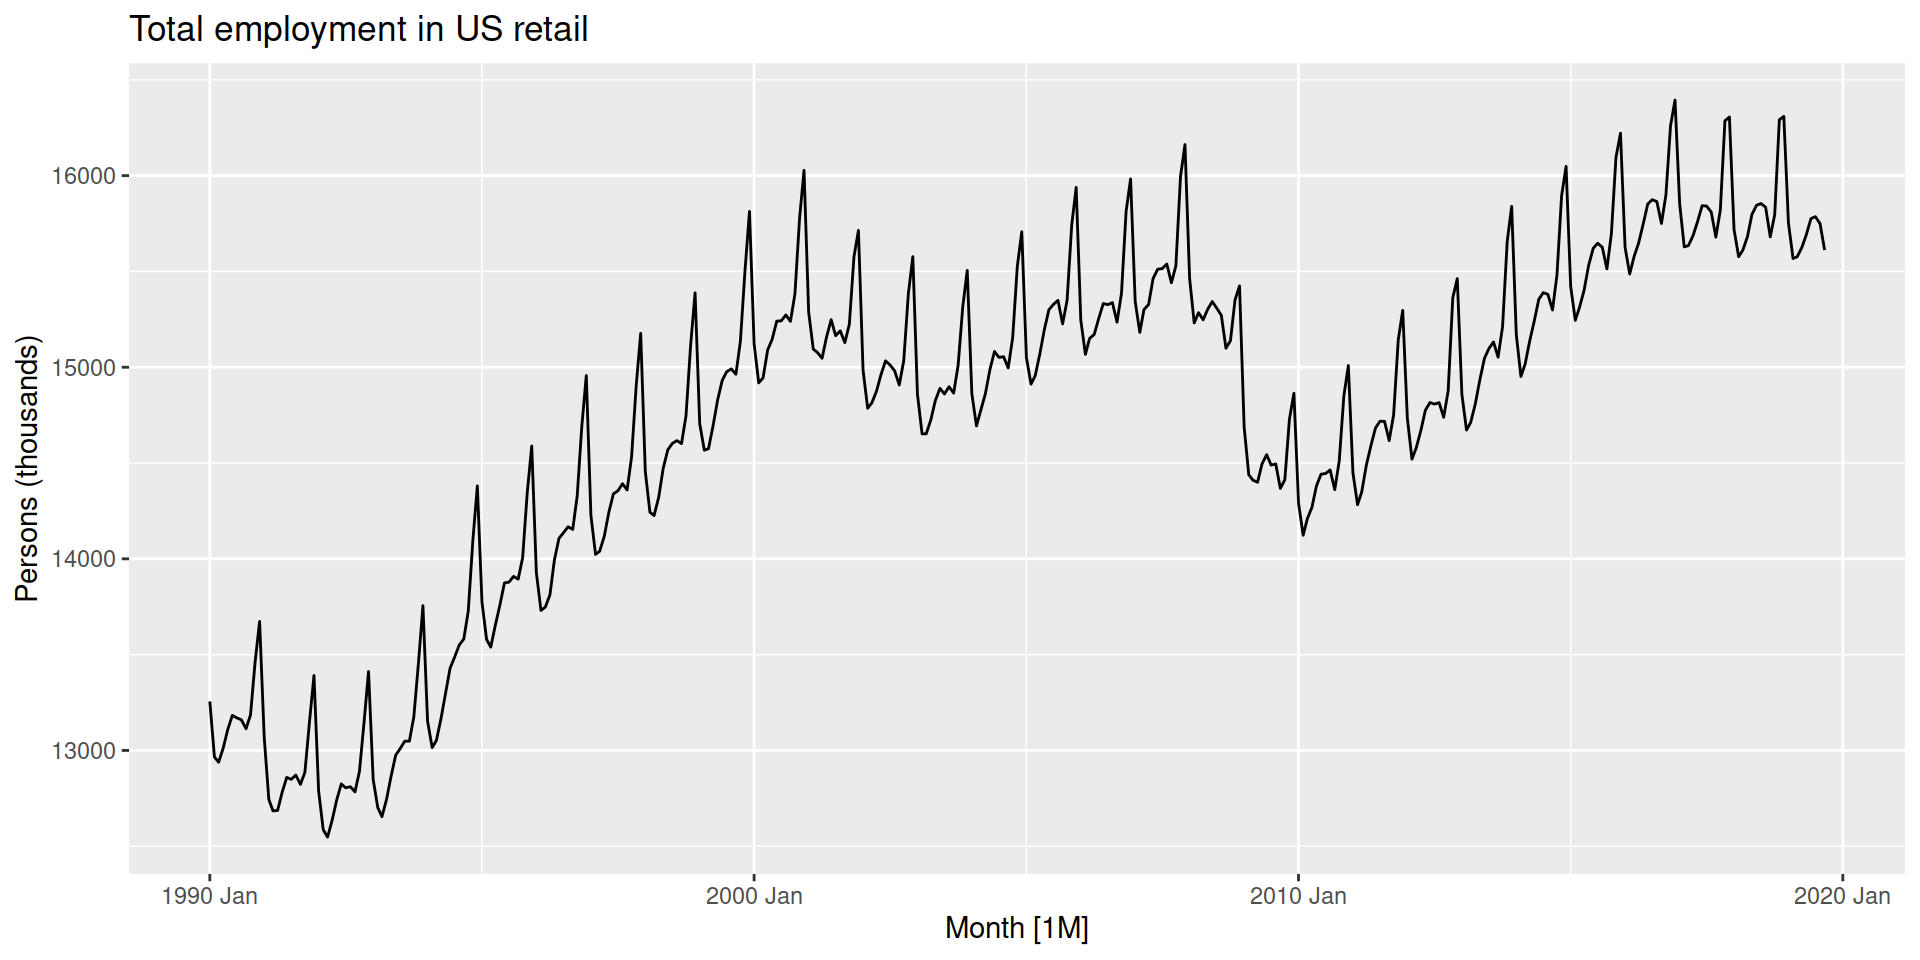 Total employment in US retail
Persons (thousands)
16000
15000
14000
13000
1990 Jan
2000 Jan
2010 Jan
2020 Jan
Month [1M]